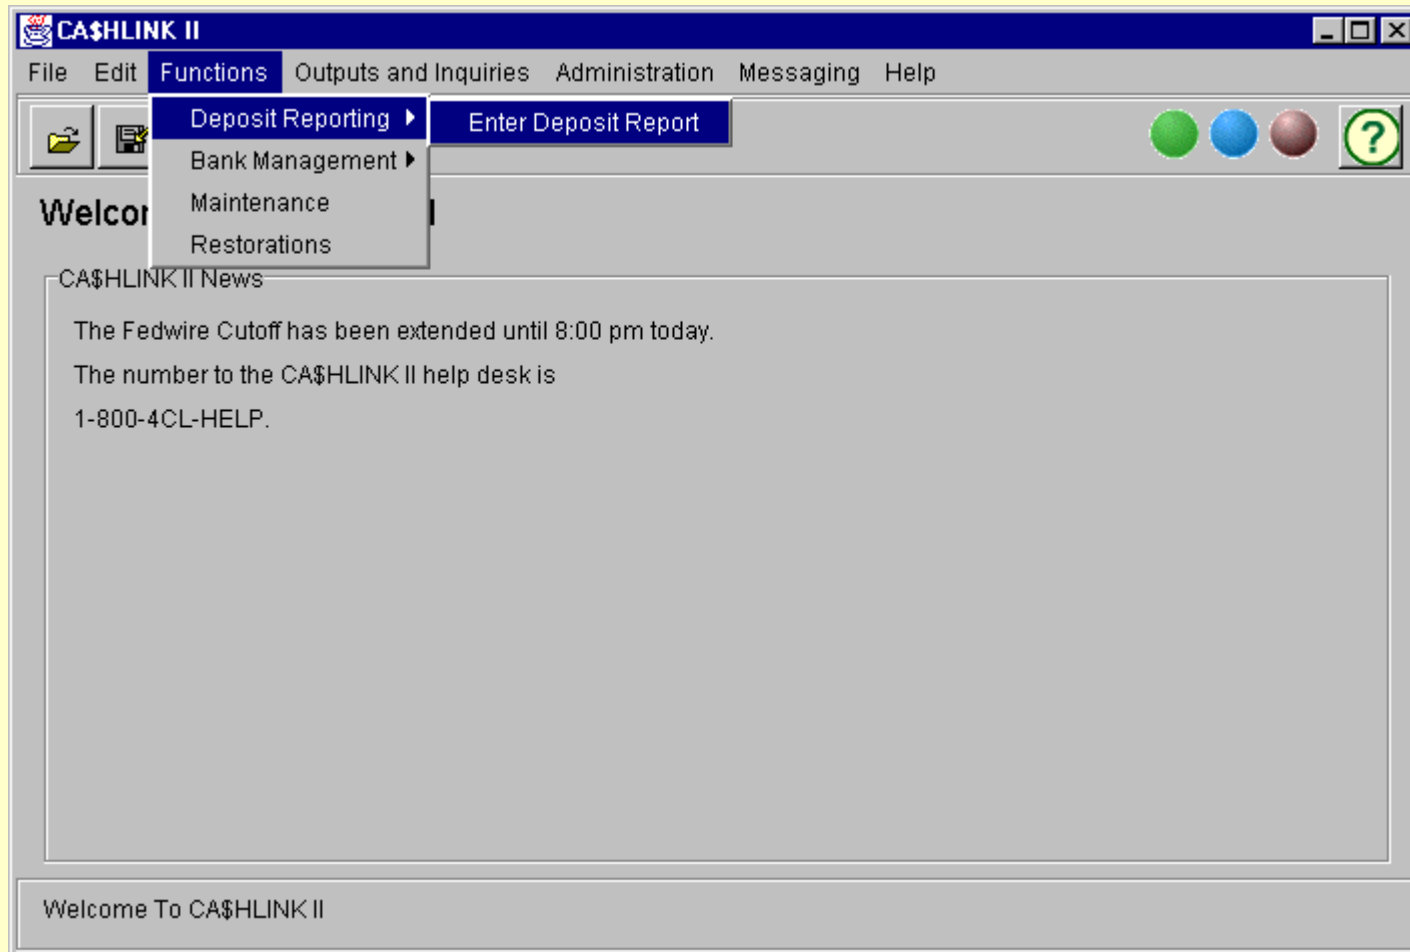 CA$HLINK II
File Edit Functions Outputs and Inquiries Administration Messaging Help
Deposit Reporting Enter Deposit Report
?
Bank Management
Maintenance
Restorations
CA$HLINK II News
The Fedwire Cutoff has been extended until 8:00 pm today.
The number to the CA$HLINK II help desk is
1-800-4CL-HELP.
Welcome To CA$HLINK II